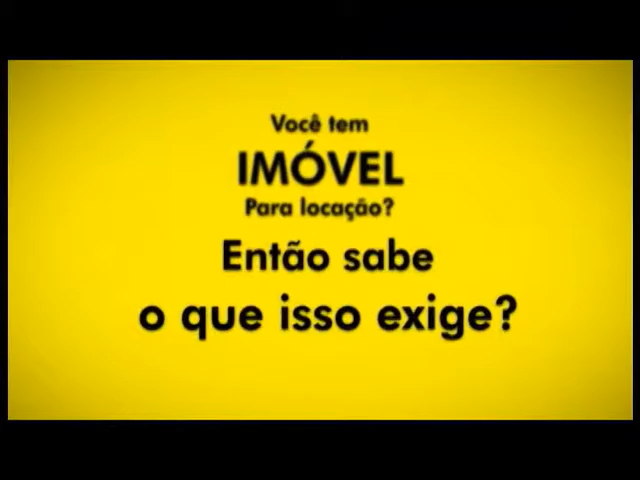 Você tem
IMÓVEL
Para locação?
Então sabe
o que isso exige?